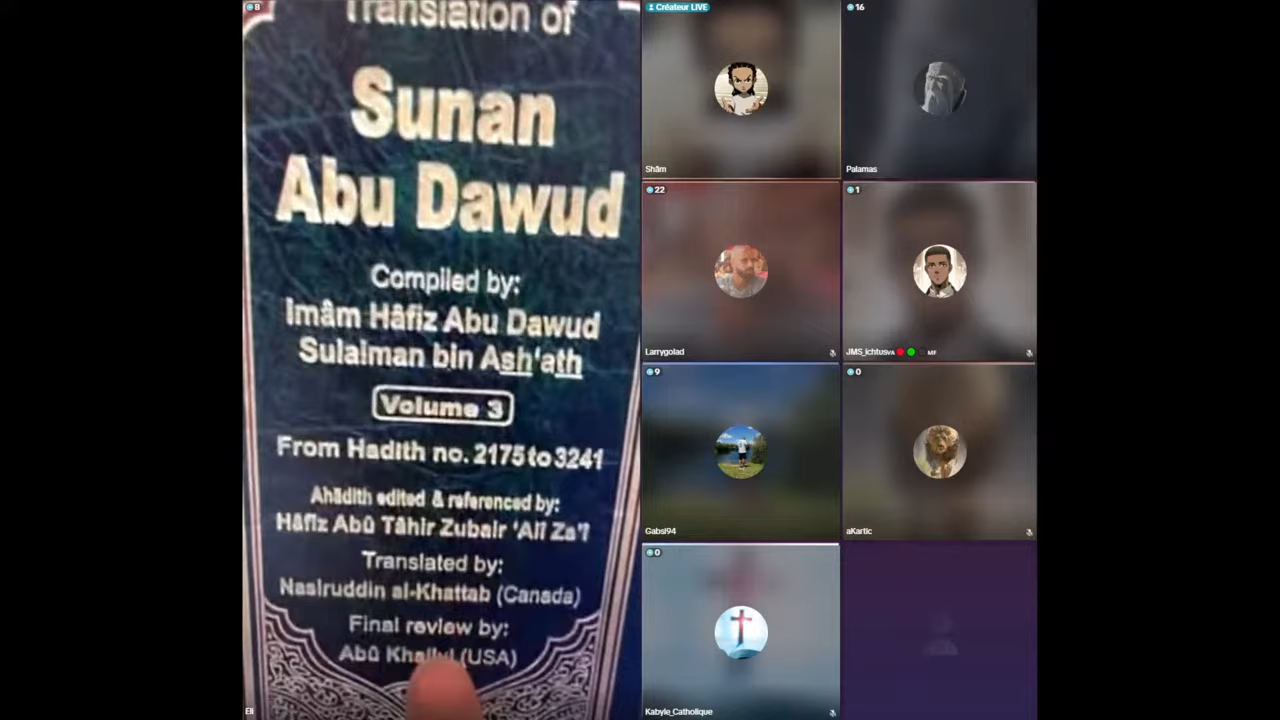 8
Translation of
Sunan
Abu Dawud
Compiled by:
Imâm Hâfiz Abu Dawud
Sulaiman bin Ash'ath
Volume 3
From Hadith no. 2175 to 3241
Ahâdith edited & referenced by:
Hâfiz Abû Tâhir Zubair 'Alî Za'î
Translated by:
Nasiruddin al-Khattab (Canada)
Final review by:
Abû Khaliyl (USA)
Eli
Créateur LIVE
Shâm
16
Palamas
22
Larrygolad
1
JMS_ichtus VA MF
9
Gabsi94
0
aKartic
0
Kabyle_Catholique